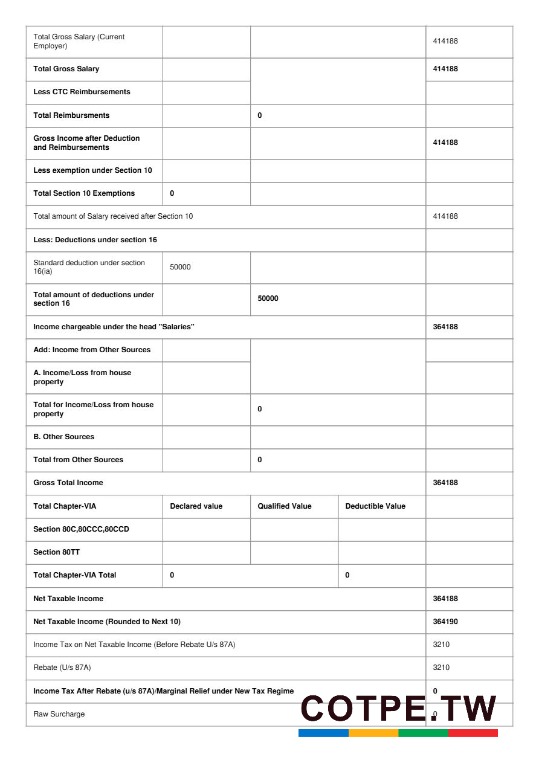 Total Gross Salary (Current
Employer)
414188
Total Gross Salary
414188
Less CTC Reimbursements
Total Reimbursments
0
Gross Income after Deduction
and Reimbursements
414188
Less exemption under Section 10
Total Section 10 Exemptions
0
Total amount of Salary received after Section 10
414188
Less: Deductions under section 16
Standard deduction under section
16(ia)
50000
Total amount of deductions under
section 16
50000
Income chargeable under the head "Salaries"
364188
Add: Income from Other Sources
A. Income/Loss from house
property
Total for Income/Loss from house
property
0
B. Other Sources
Total from Other Sources
0
Gross Total Income
364188
Total Chapter-VIA
Declared value
Qualified Value
Deductible Value
Section 80C,80CCC,80CCD
Section 80TT
Total Chapter-VIA Total
0
0
Net Taxable Income
364188
Net Taxable Income (Rounded to Next 10)
364190
Income Tax on Net Taxable Income (Before Rebate U/s 87A)
3210
Rebate (U/s 87A)
3210
Income Tax After Rebate (u/s 87A)/Marginal Relief under New Tax Regime
0
Raw Surcharge
0
COTPE.TW